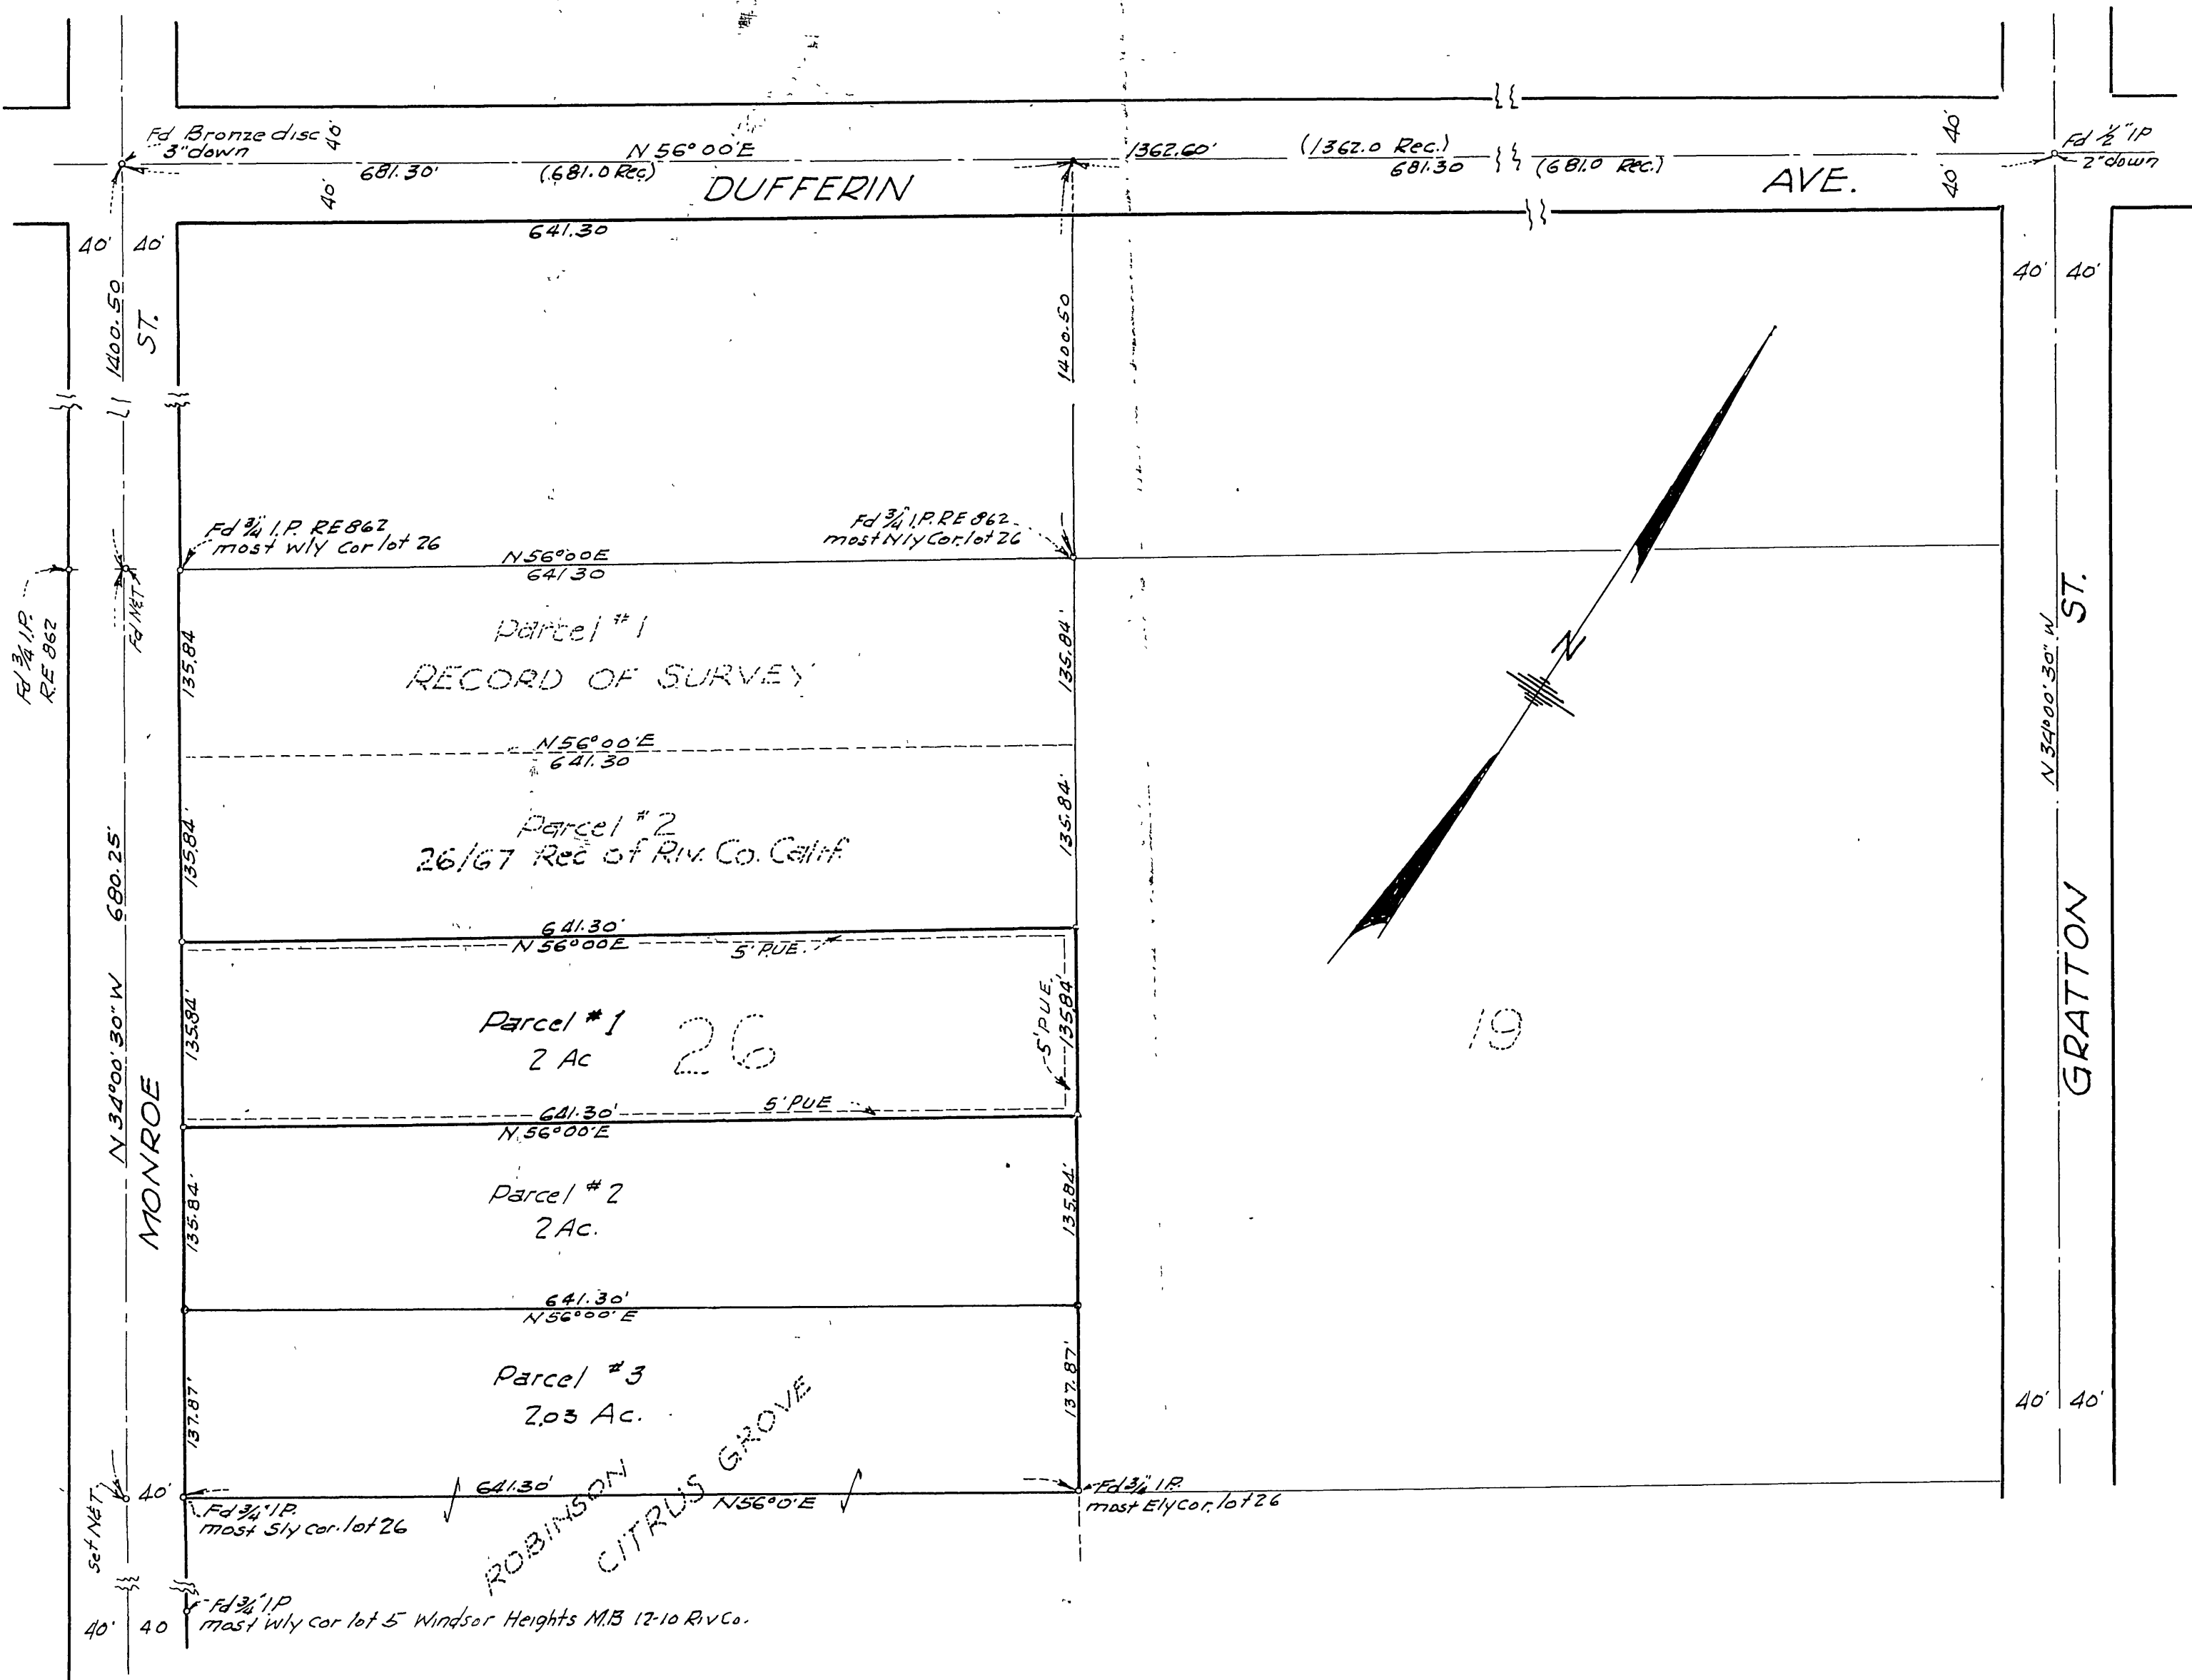 Fd Bronze disc
3" down
40'
40'
N 56° 00' E
681.30'
(681.0 Rec)
DUFFERIN
1362.60'
(1362.0 Rec.)
681.30
(681.0 Rec.)
AVE.
40'
40'
Fd ½" IP
2" down
40'
40'
641.30
40'
40'
1400.50
ST.
1400.50
Fd ¾" I.P. RE 862
most Wly Cor lot 26
Fd ¾" I.P. RE 862
most Nly Cor. lot 26
N 56° 00 E
641 30
Fd ¾ I.P.
RE 862
Fd N&T
135.84
Parcel #1
RECORD OF SURVEY
135.84'
N 34° 00' 30" W
ST.
N
N 56° 00' E
641.30
135.84'
Parcel #2
26/67 Rec of Riv. Co. Calif.
135.84'
N 34° 00' 30" W 680.25'
641.30'
N 56° 00 E
5' P.U.E.
135.84'
Parcel #1
2 Ac
26
5' P.U.E.
135.84'
19
GRATTON
641.30'
5' PUE
N. 56° 00' E
MONROE
135.84'
Parcel #2
2 Ac.
135.84'
641.30'
N 56° 00' E
137.87'
Parcel #3
2.03 Ac.
137.87'
40'
40'
Set N&T
40'
641.30'
N 56° 0' E
Fd ¾" I.P.
most Sly cor. lot 26
Fd ¾" I.P.
most Ely cor. lot 26
ROBINSON
CITRUS GROVE
Fd ¾" I.P
most Wly cor lot 5 Windsor Heights M.B 12-10 Riv Co.
40'
40